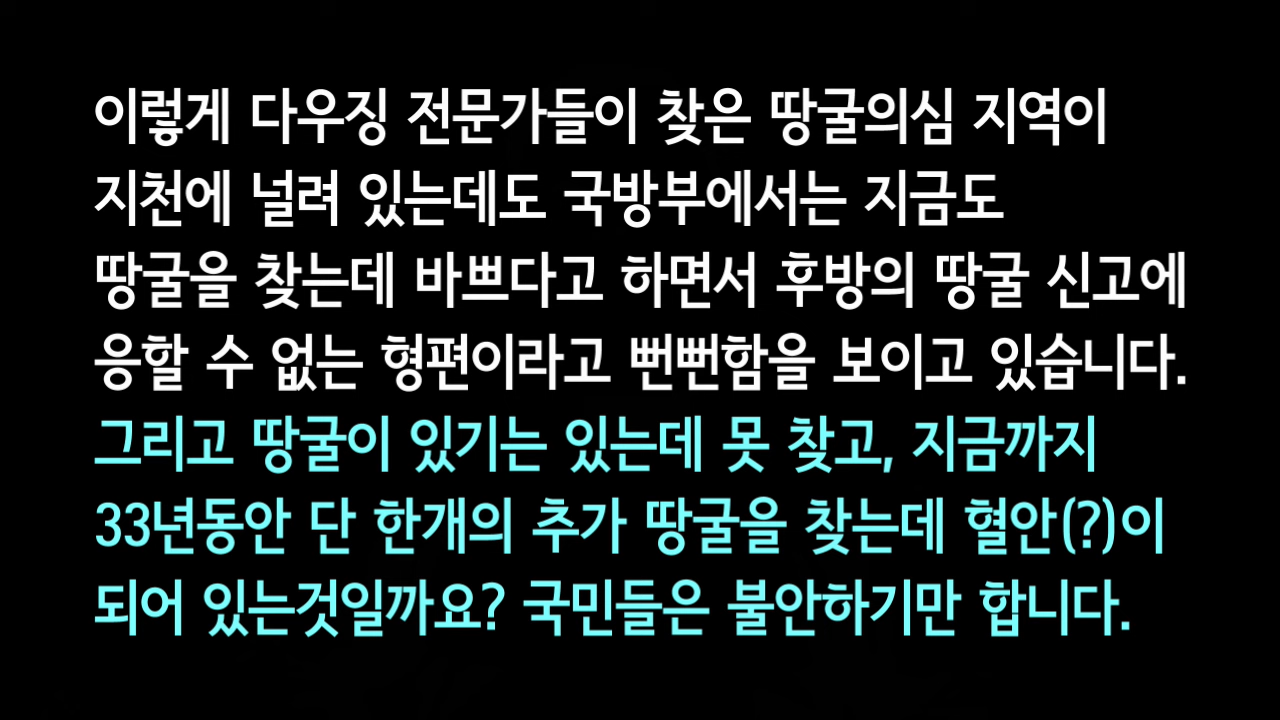 이렇게 다우징 전문가들이 찾은 땅굴의심 지역이
지천에 널려 있는데도 국방부에서는 지금도
땅굴을 찾는데 바쁘다고 하면서 후방의 땅굴 신고에
응할 수 없는 형편이라고 뻔뻔함을 보이고 있습니다.
그리고 땅굴이 있기는 있는데 못 찾고, 지금까지
33년동안 단 한개의 추가 땅굴을 찾는데 혈안(?)이
되어 있는것일까요? 국민들은 불안하기만 합니다.